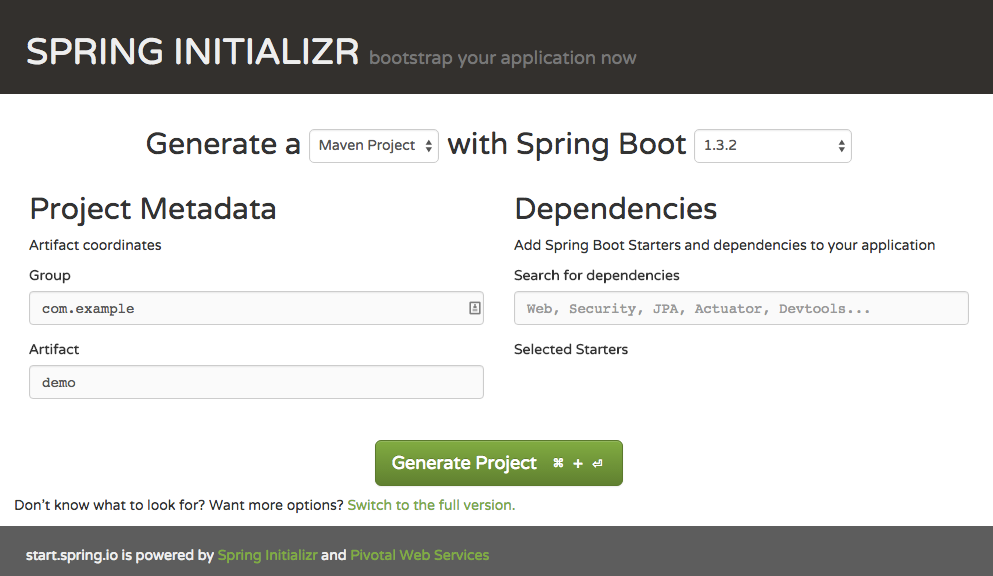 SPRING INITIALIZR bootstrap your application now
Generate a Maven Project with Spring Boot 1.3.2
Project Metadata
Artifact coordinates
Group
com.example
Artifact
demo
Dependencies
Add Spring Boot Starters and dependencies to your application
Search for dependencies
Web, Security, JPA, Actuator, Devtools...
Selected Starters
Generate Project ⌘ + ⏎
Don't know what to look for? Want more options? Switch to the full version.
start.spring.io is powered by Spring Initializr and Pivotal Web Services